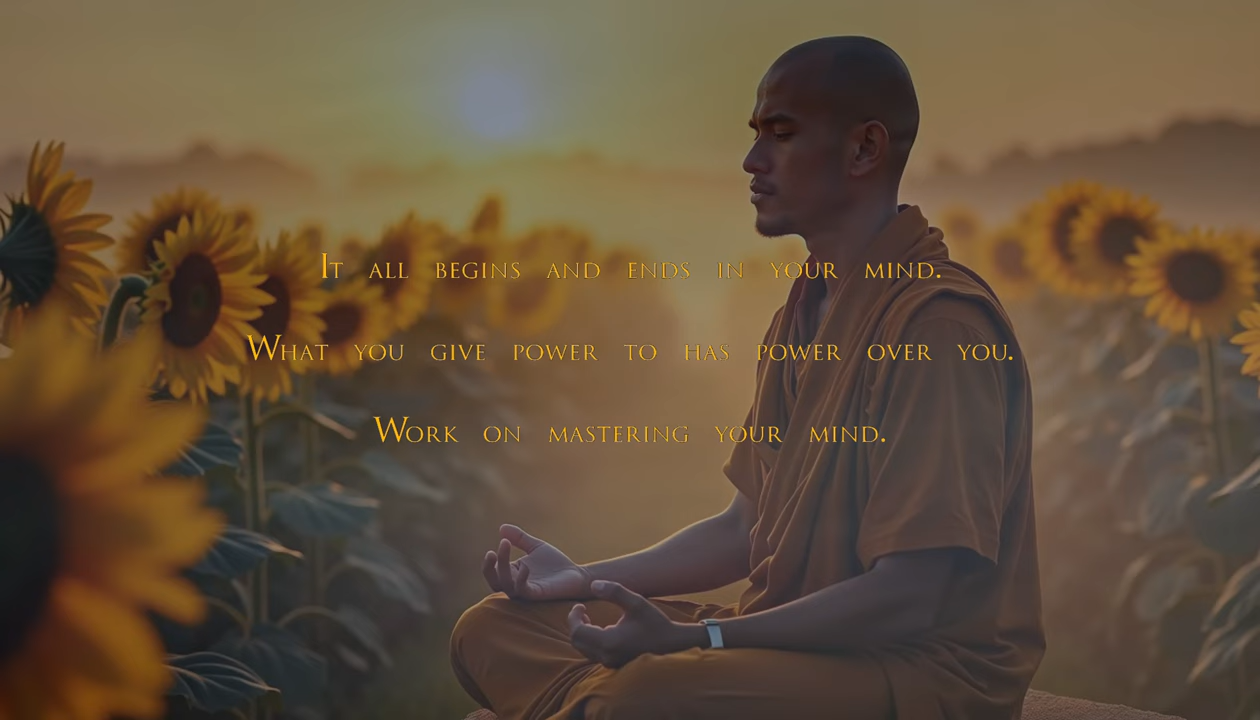 It all begins and ends in your mind.
What you give power to has power over you.
Work on mastering your mind.